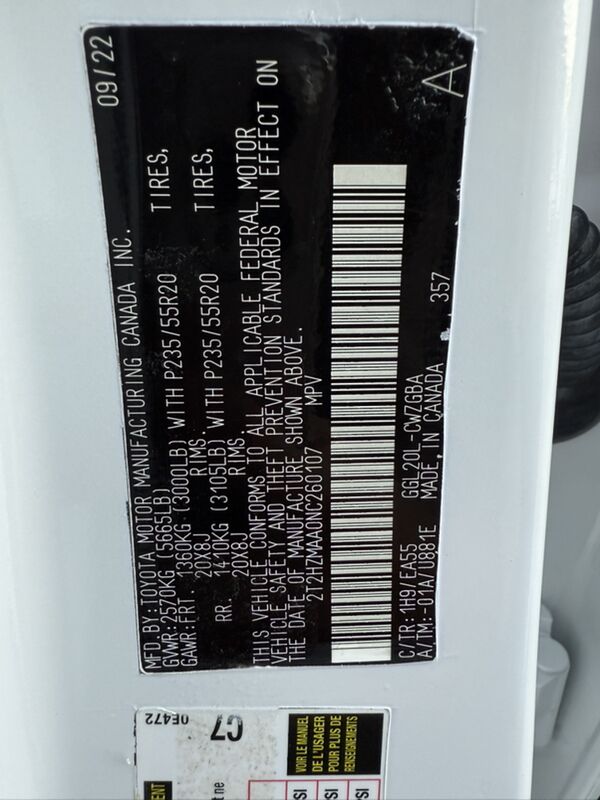 MFD.BY:TOYOTA MOTOR MANUFACTURING CANADA INC. 09/22
GVWR:2570KG (5665LB)
GAWR:FRT. 1360KG (3000LB) WITH P235/55R20 TIRES,
20X8J RIMS.
RR. 1410KG (3105LB) WITH P235/55R20 TIRES,
20X8J RIMS
THIS VEHICLE CONFORMS TO ALL APPLICABLE FEDERAL MOTOR
VEHICLE SAFETY AND THEFT PREVENTION STANDARDS IN EFFECT ON
THE DATE OF MANUFACTURE SHOWN ABOVE.
2T2HZMAA0NC260107 MPV
C/TR:1H9/EA55 GGL20L-CWZGBA
A/TM:-01A/U881E MADE IN CANADA 357 A
0E472
C7
VOIR LE MANUEL
DE L'USAGER
POUR PLUS DE
RENSEIGNEMENTS